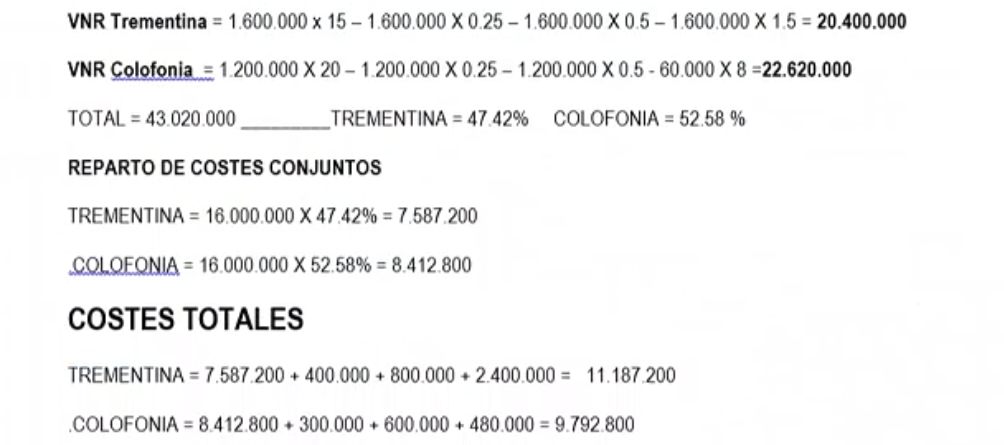 VNR Trementina = 1.600.000 x 15 – 1.600.000 X 0.25 – 1.600.000 X 0.5 – 1.600.000 X 1.5 = 20.400.000
VNR Colofonia = 1.200.000 X 20 – 1.200.000 X 0.25 – 1.200.000 X 0.5 - 60.000 X 8 =22.620.000
TOTAL = 43.020.000 _________TREMENTINA = 47.42% COLOFONIA = 52.58 %
REPARTO DE COSTES CONJUNTOS
TREMENTINA = 16.000.000 X 47.42% = 7.587.200
.COLOFONIA = 16.000.000 X 52.58% = 8.412.800
COSTES TOTALES
TREMENTINA = 7.587.200 + 400.000 + 800.000 + 2.400.000 = 11.187.200
.COLOFONIA = 8.412.800 + 300.000 + 600.000 + 480.000 = 9.792.800